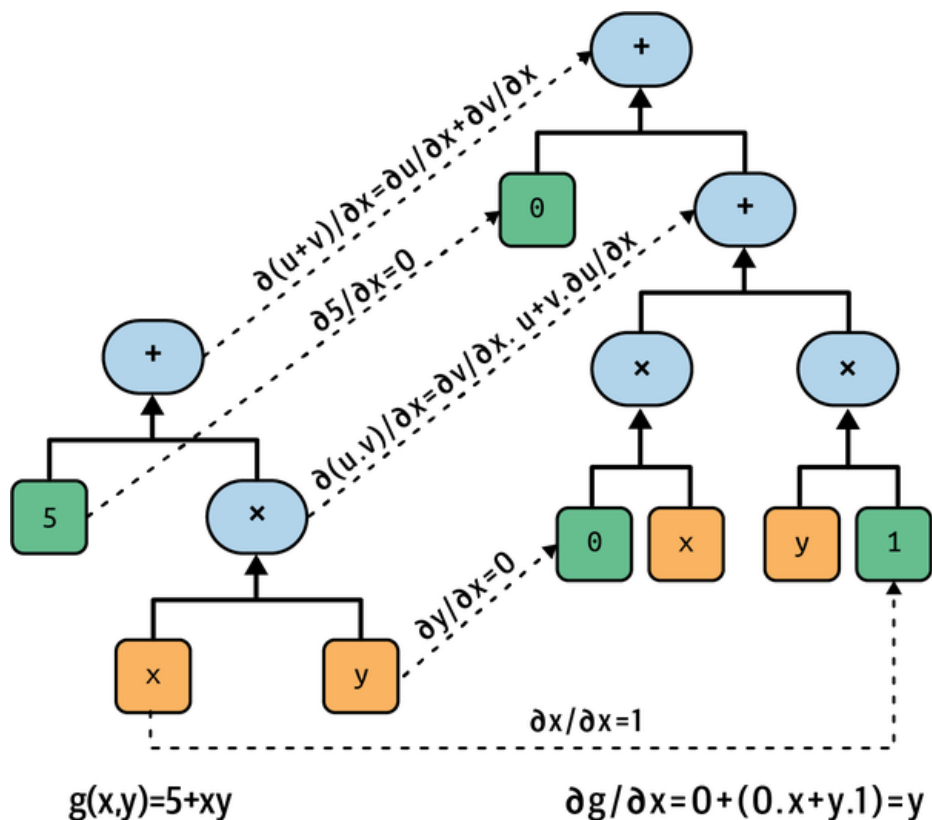 +
∂(u+v)/∂x=∂u/∂x+∂v/∂x
0
+
∂5/∂x=0
∂(u.v)/∂x=∂v/∂x. u+v.∂u/∂x
+
×
×
5
×
0
x
y
1
∂y/∂x=0
x
y
∂x/∂x=1
g(x,y)=5+xy
∂g/∂x=0+(0.x+y.1)=y